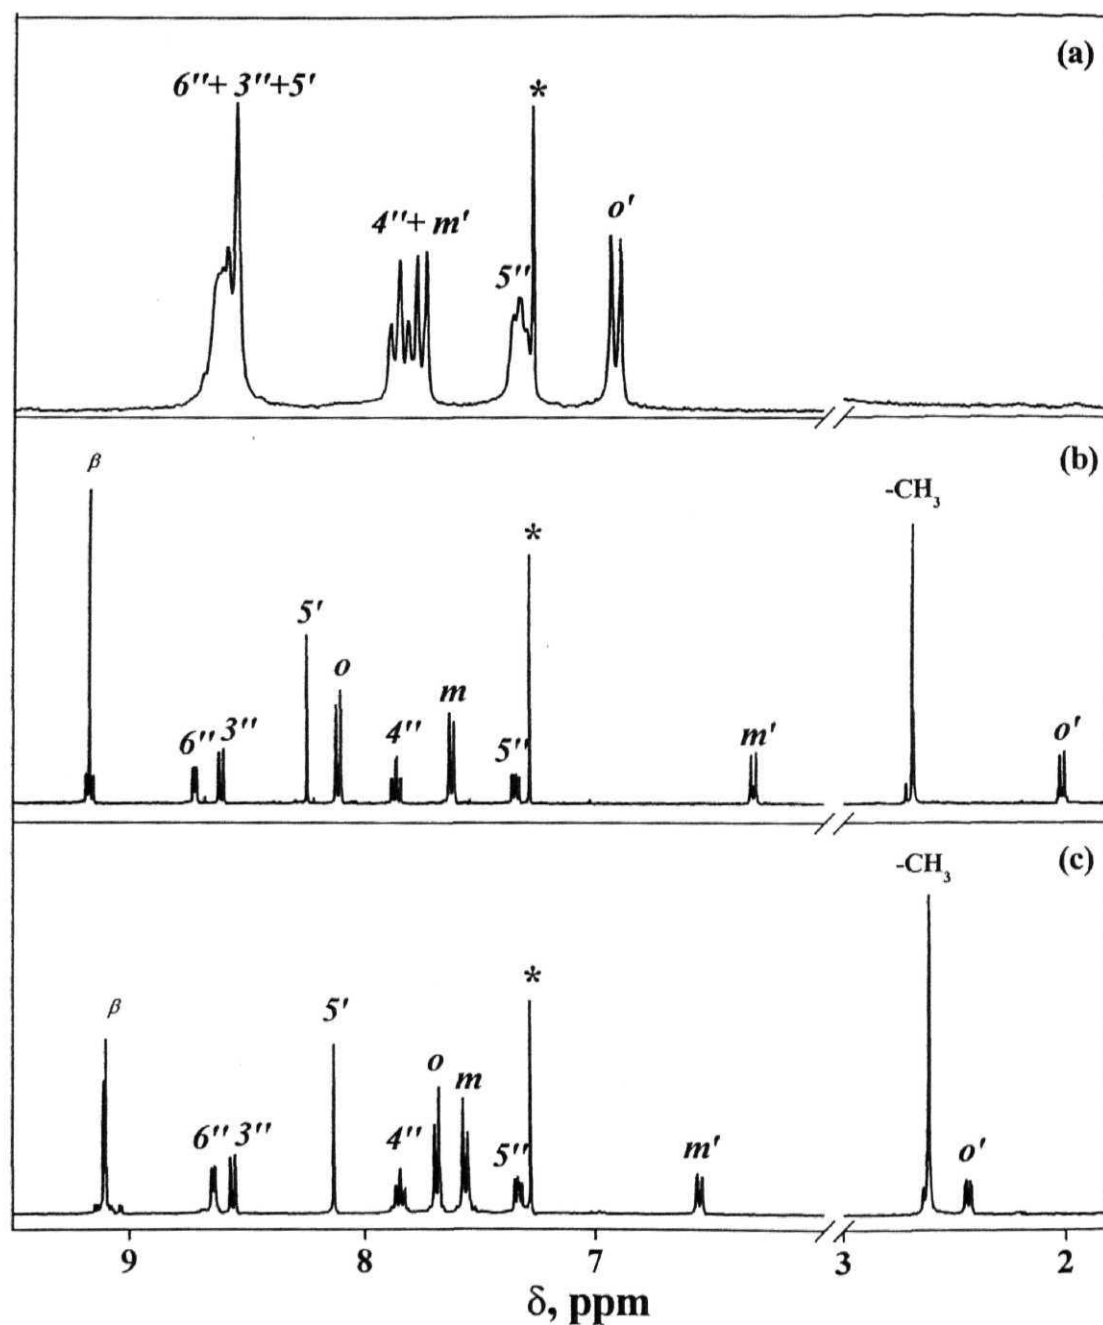 (a)
6''+ 3''+5'
*
4''+ m'
o'
5''
(b)
β
-CH3
*
5'
o
m
6''
3''
4''
5''
m'
o'
(c)
-CH3
*
β
5'
o
m
6''
3''
4''
5''
m'
o'
9
8
7
3
2
δ, ppm